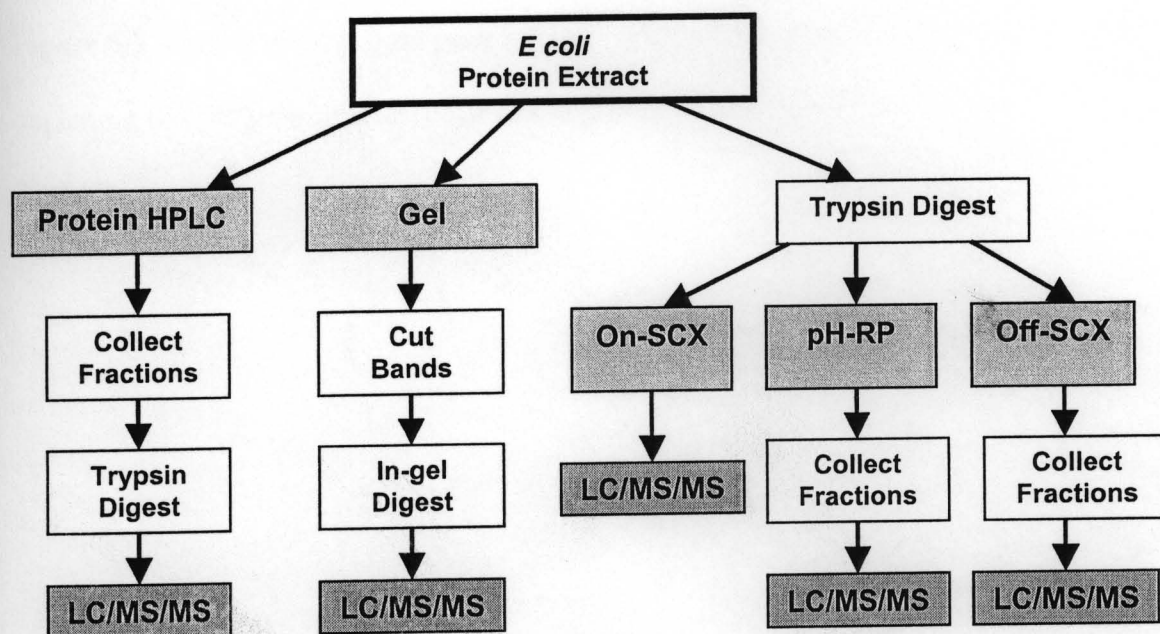 E coli
Protein Extract
Protein HPLC
Gel
Trypsin Digest
Collect
Fractions
Cut
Bands
On-SCX
pH-RP
Off-SCX
Trypsin
Digest
In-gel
Digest
LC/MS/MS
Collect
Fractions
Collect
Fractions
LC/MS/MS
LC/MS/MS
LC/MS/MS
LC/MS/MS